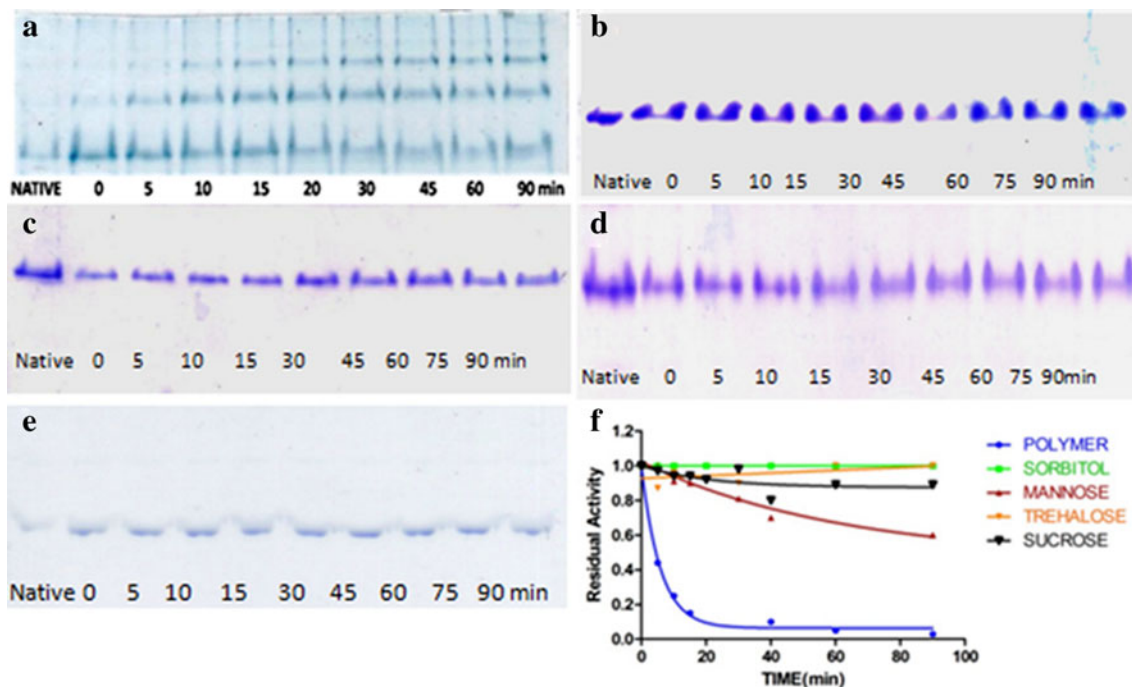 a
NATIVE 0 5 10 15 20 30 45 60 90 min
b
Native 0 5 10 15 30 45 60 75 90 min
c
Native 0 5 10 15 30 45 60 75 90 min
d
Native 0 5 10 15 30 45 60 75 90min
e
Native 0 5 10 15 30 45 60 75 90 min
f
1.2
1.0
0.8
0.6
0.4
0.2
0.0
Residual Activity
0 20 40 60 80 100
TIME(min)
POLYMER
SORBITOL
MANNOSE
TREHALOSE
SUCROSE